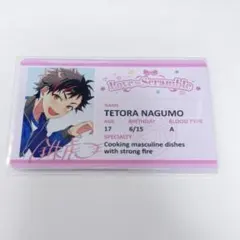 NAME
TETORA NAGUMO
AGE BIRTHDAY BLOOD TYPE
17 6/15 A
SPECIALTY
Cooking masculine dishes
with strong fire